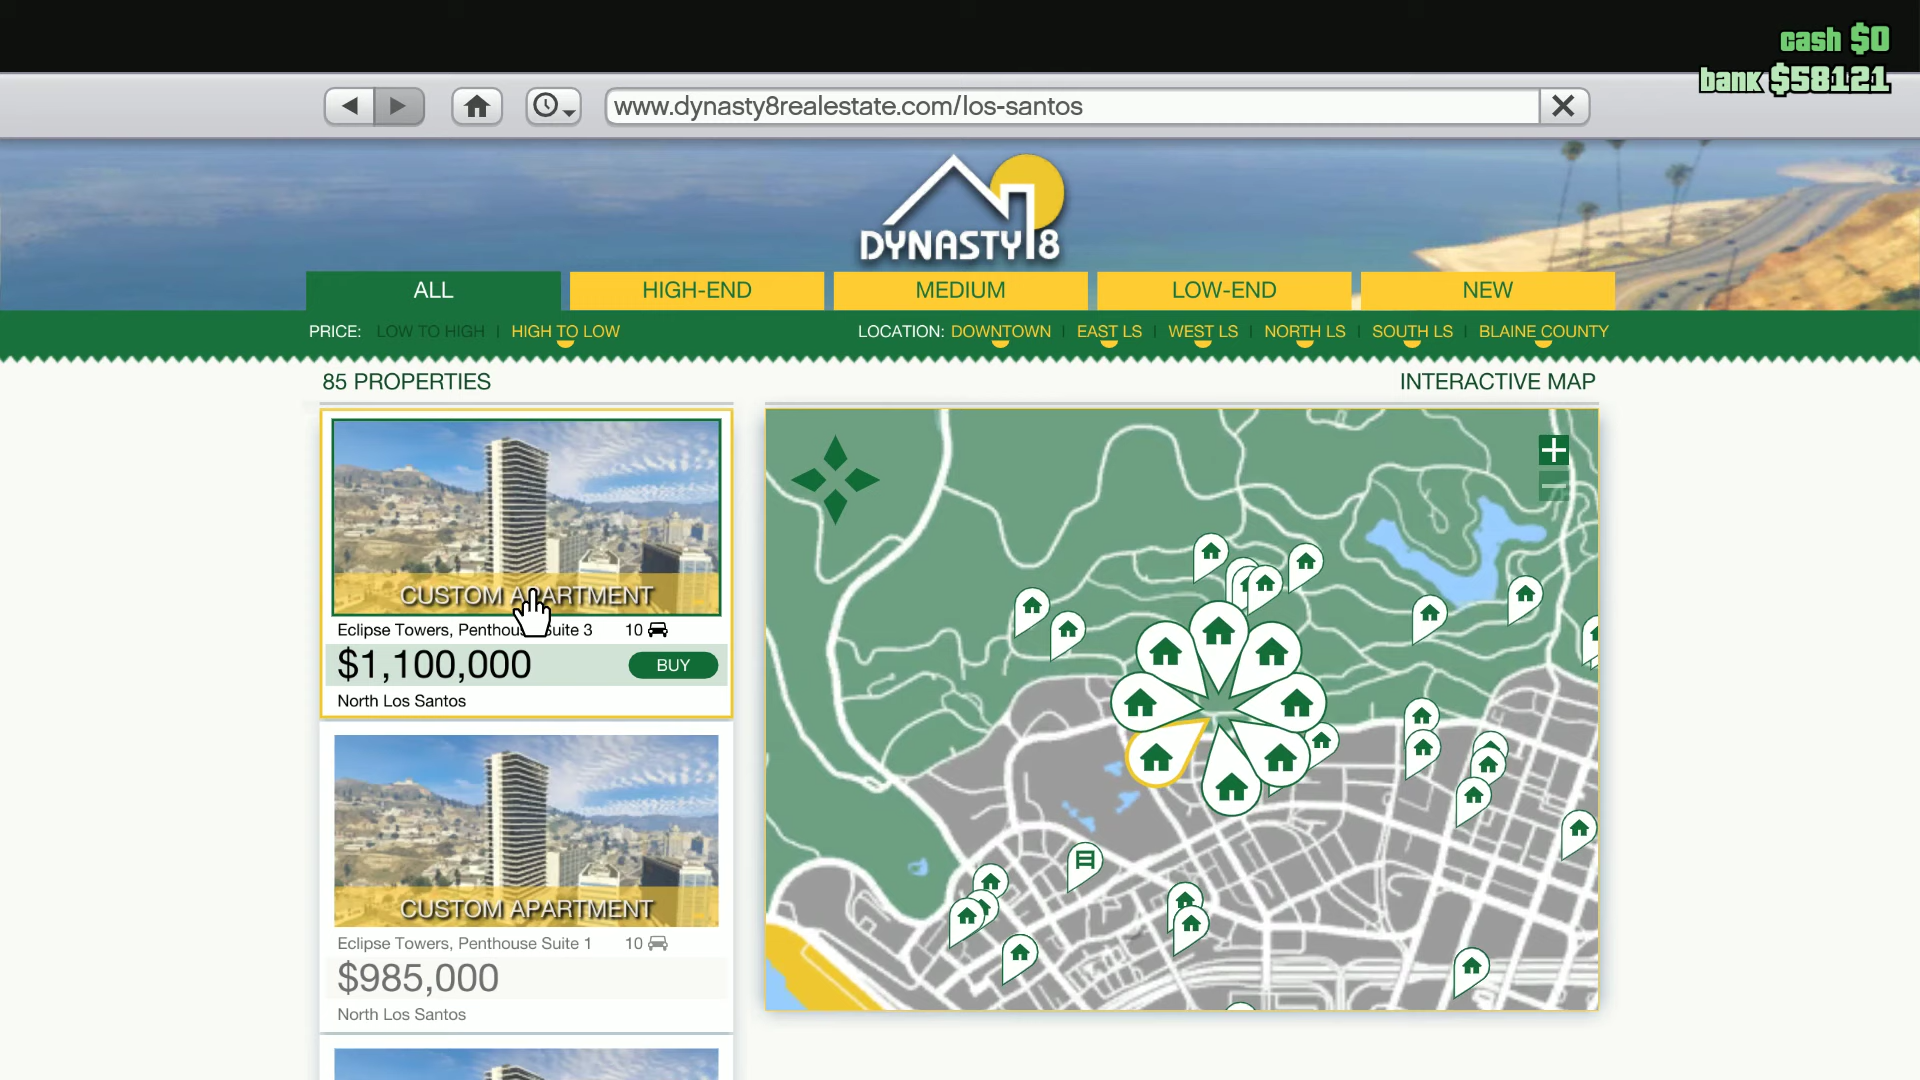 cash $0
bank $58121
www.dynasty8realestate.com/los-santos
DYNASTY 8
ALL
HIGH-END
MEDIUM
LOW-END
NEW
PRICE: LOW TO HIGH | HIGH TO LOW
LOCATION: DOWNTOWN | EAST LS | WEST LS | NORTH LS | SOUTH LS | BLAINE COUNTY
85 PROPERTIES
INTERACTIVE MAP
CUSTOM APARTMENT
Eclipse Towers, Penthouse Suite 3 10
$1,100,000
BUY
North Los Santos
CUSTOM APARTMENT
Eclipse Towers, Penthouse Suite 1 10
$985,000
North Los Santos